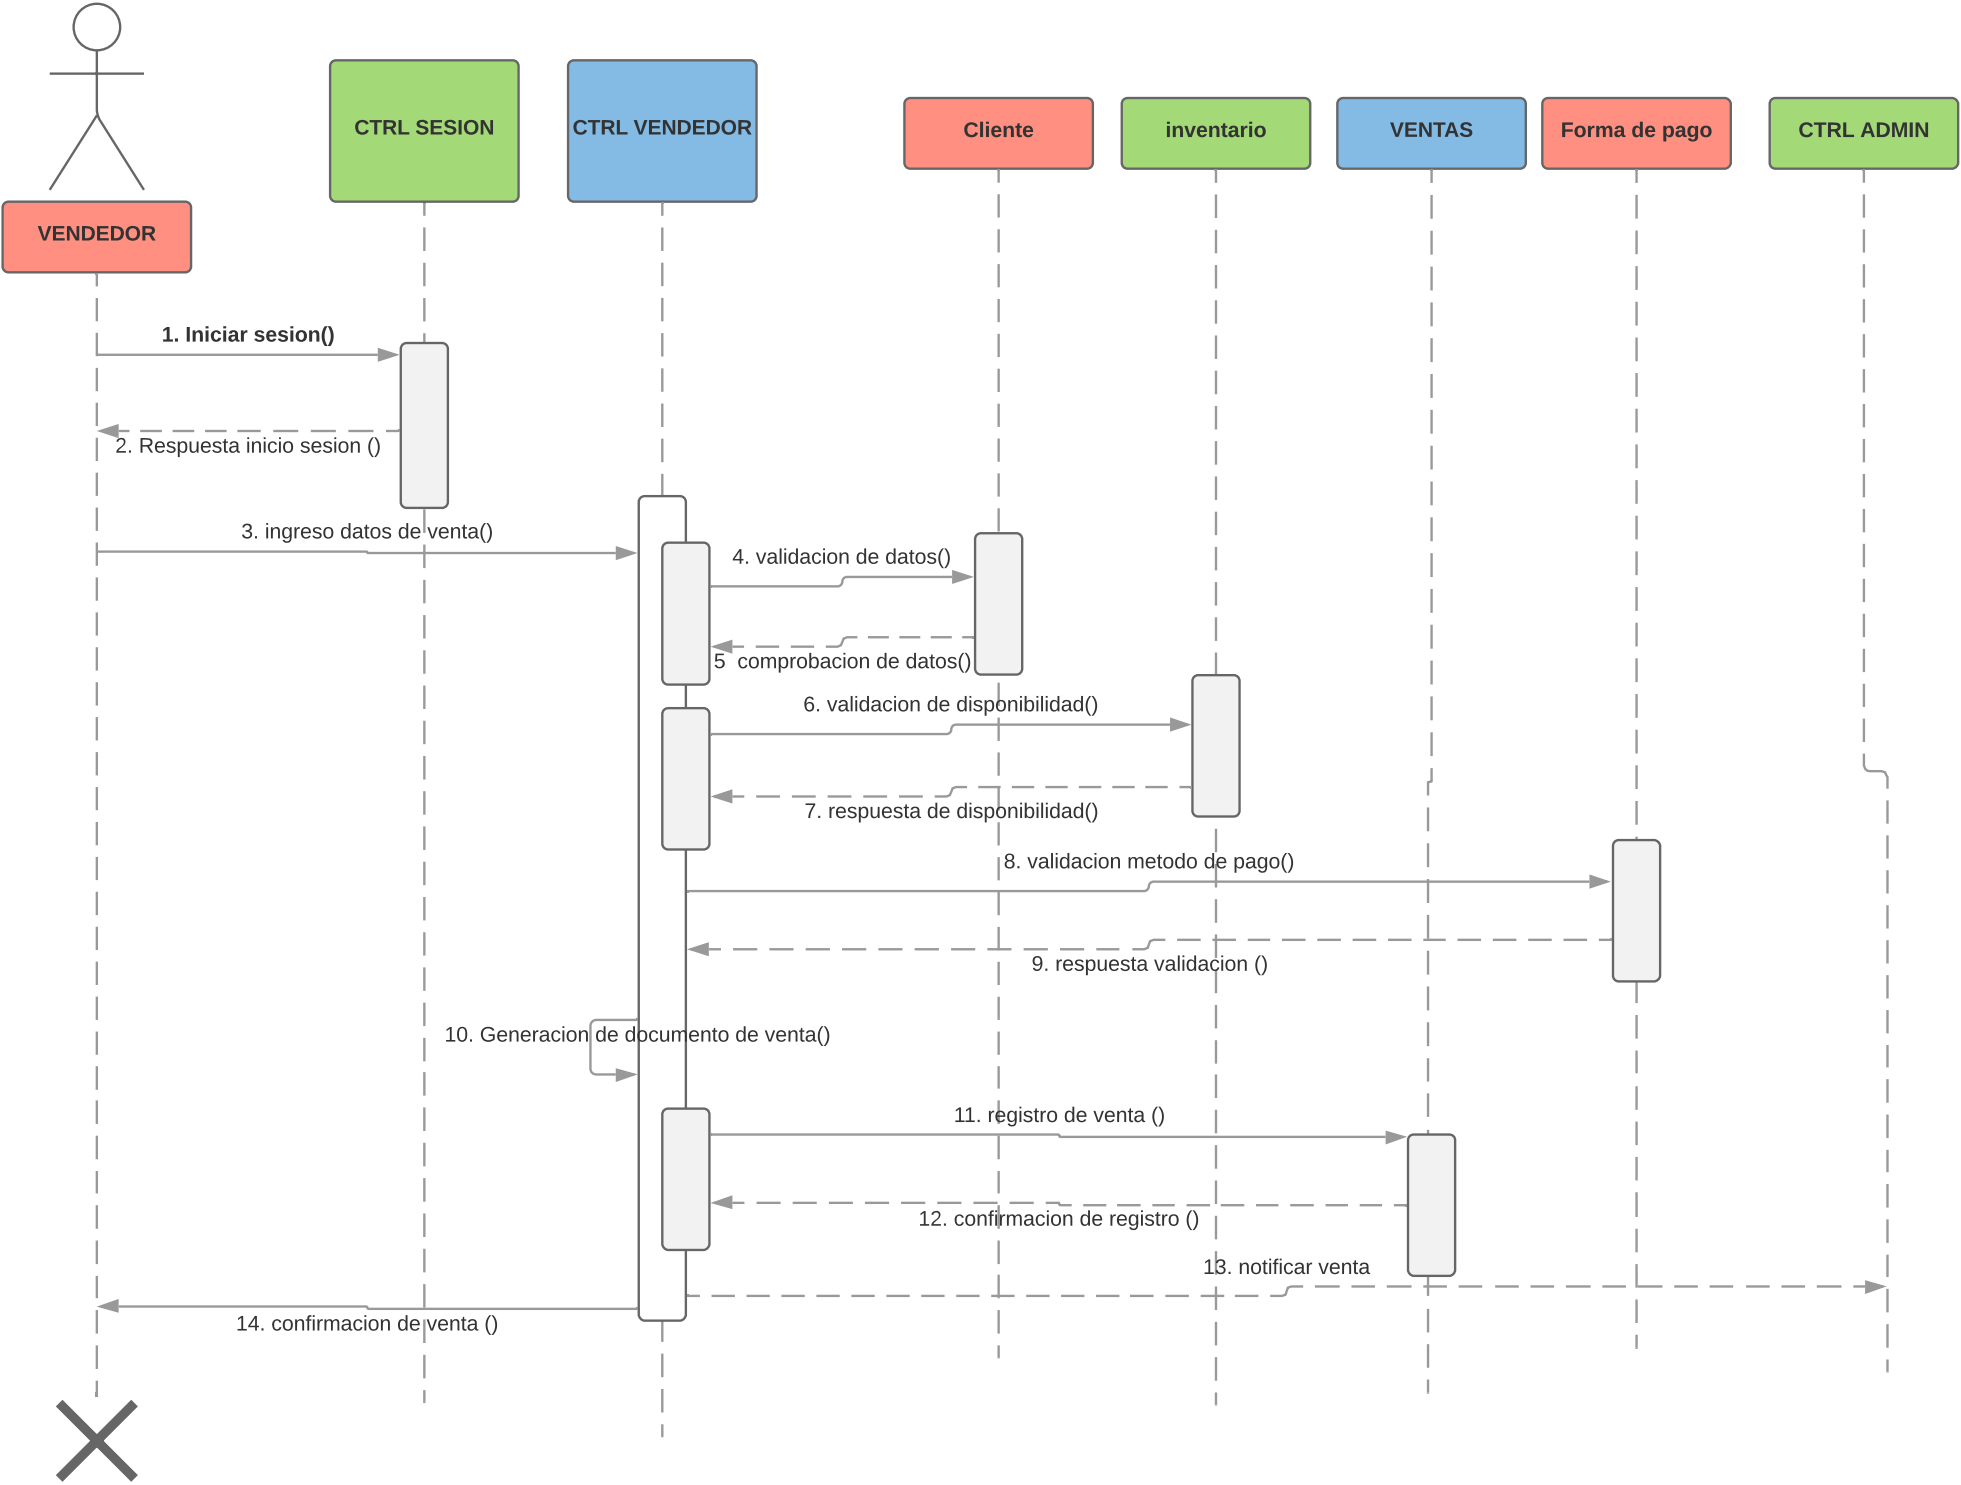 CTRL SESION
CTRL VENDEDOR
Cliente
inventario
VENTAS
Forma de pago
CTRL ADMIN
VENDEDOR
1. Iniciar sesion()
2. Respuesta inicio sesion ()
3. ingreso datos de venta()
4. validacion de datos()
5  comprobacion de datos()
6. validacion de disponibilidad()
7. respuesta de disponibilidad()
8. validacion metodo de pago()
9. respuesta validacion ()
10. Generacion de documento de venta()
11. registro de venta ()
12. confirmacion de registro ()
13. notificar venta
14. confirmacion de venta ()